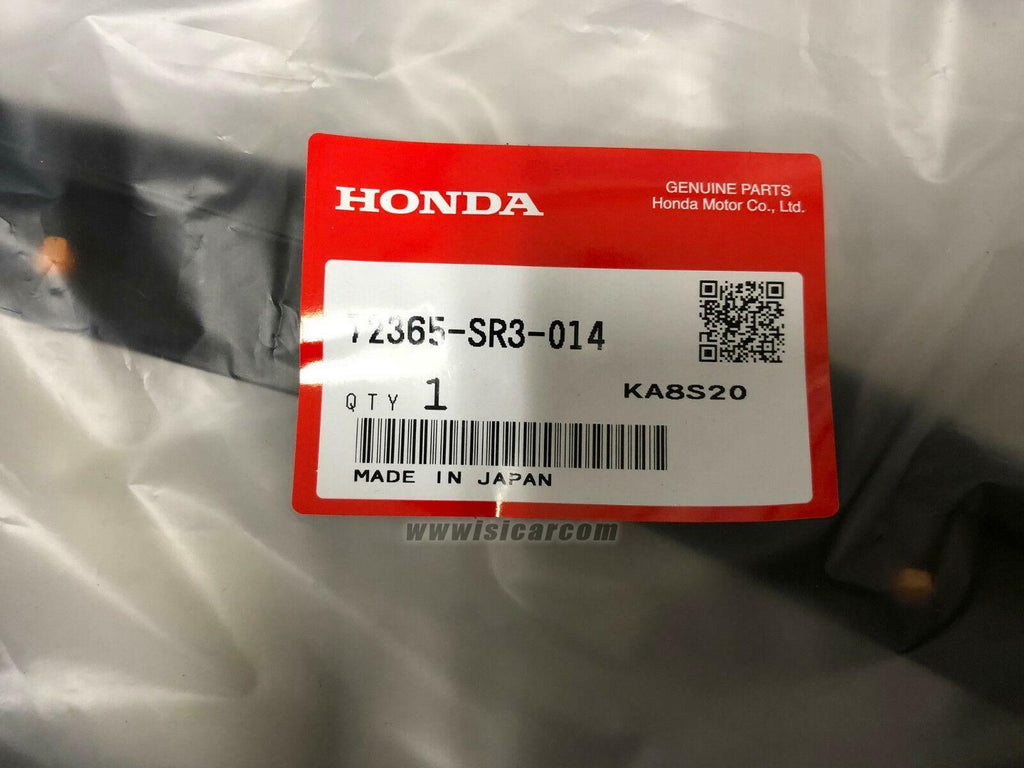 HONDA
GENUINE PARTS
Honda Motor Co., Ltd.
72365-SR3-014
QTY 1
KA8S20
MADE IN JAPAN
wwwisicarcom